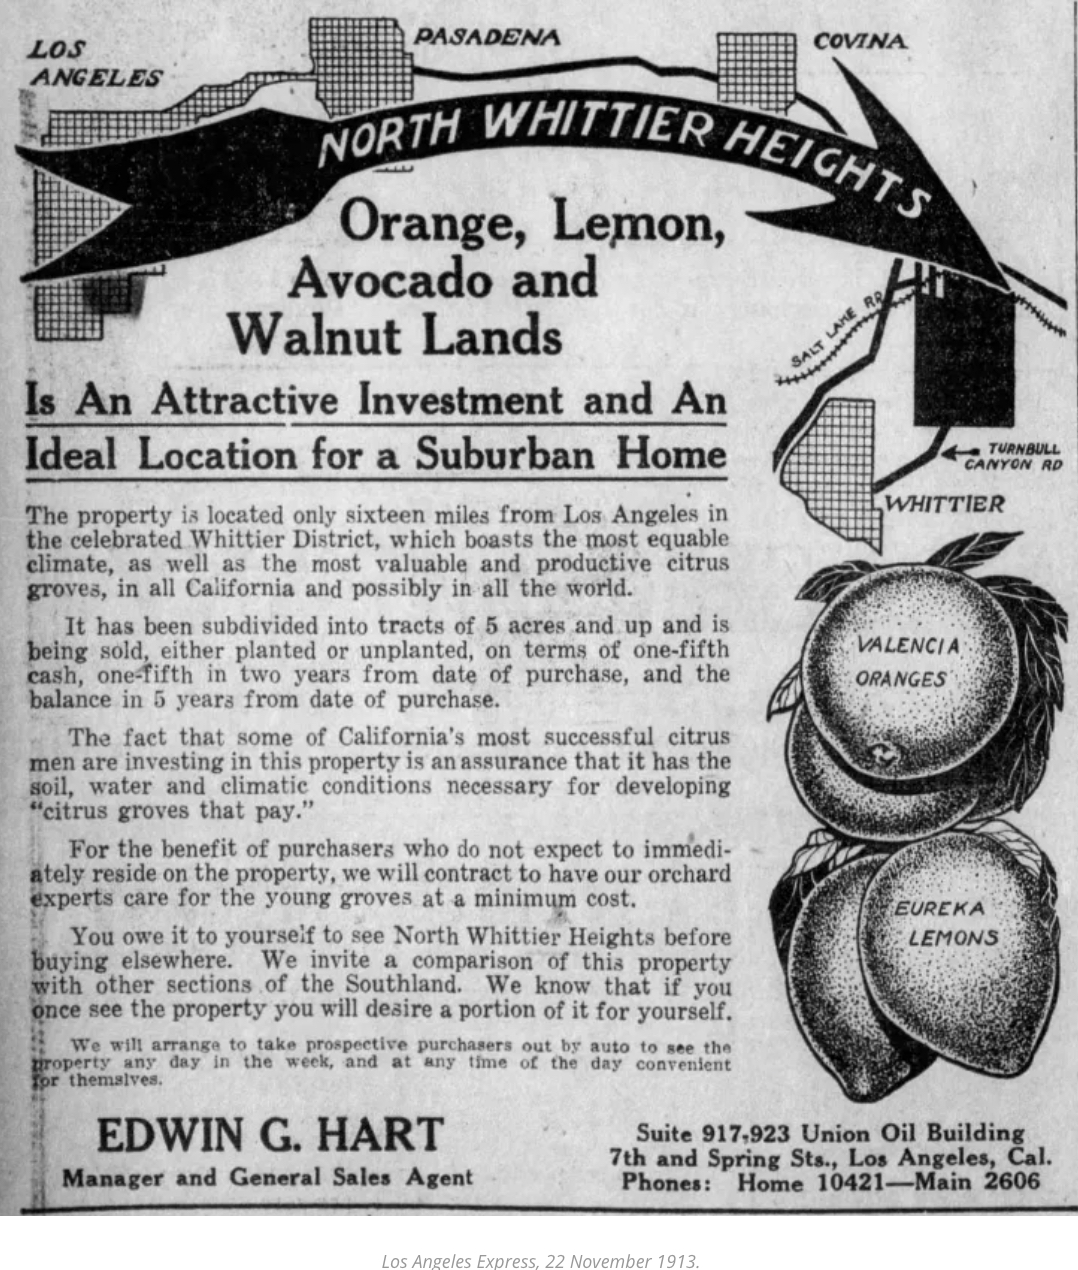 LOS
ANGELES
PASADENA
COVINA
NORTH WHITTIER HEIGHTS
Orange, Lemon,
Avocado and
Walnut Lands
Is An Attractive Investment and An
Ideal Location for a Suburban Home
SALT LAKE RR
TURNBULL
CANYON RD
WHITTIER
The property is located only sixteen miles from Los Angeles in
the celebrated Whittier District, which boasts the most equable
climate, as well as the most valuable and productive citrus
groves, in all California and possibly in all the world.
It has been subdivided into tracts of 5 acres and up and is
being sold, either planted or unplanted, on terms of one-fifth
cash, one-fifth in two years from date of purchase, and the
balance in 5 years from date of purchase.
The fact that some of California's most successful citrus
men are investing in this property is an assurance that it has the
soil, water and climatic conditions necessary for developing
"citrus groves that pay."
For the benefit of purchasers who do not expect to immedi-
ately reside on the property, we will contract to have our orchard
experts care for the young groves at a minimum cost.
You owe it to yourself to see North Whittier Heights before
buying elsewhere. We invite a comparison of this property
with other sections of the Southland. We know that if you
once see the property you will desire a portion of it for yourself.
We will arrange to take prospective purchasers out by auto to see the
property any day in the week, and at any time of the day convenient
for themslves.
VALENCIA
ORANGES
EUREKA
LEMONS
EDWIN G. HART
Manager and General Sales Agent
Suite 917-923 Union Oil Building
7th and Spring Sts., Los Angeles, Cal.
Phones: Home 10421—Main 2606
Los Angeles Express, 22 November 1913.